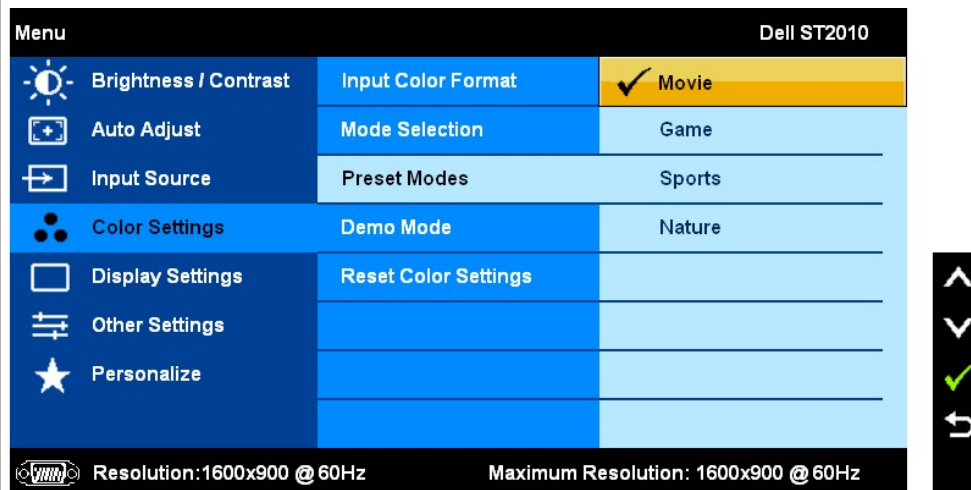 Menu Dell ST2010
Brightness / Contrast Input Color Format Movie
Auto Adjust Mode Selection Game
Input Source Preset Modes Sports
Color Settings Demo Mode Nature
Display Settings Reset Color Settings
Other Settings
Personalize
Resolution:1600x900 @60Hz Maximum Resolution: 1600x900 @60Hz